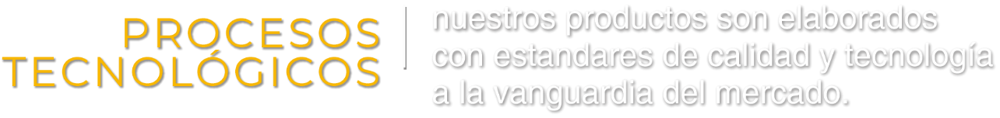 PROCESOS
TECNOLÓGICOS
nuestros productos son elaborados
con estandares de calidad y tecnología
a la vanguardia del mercado.